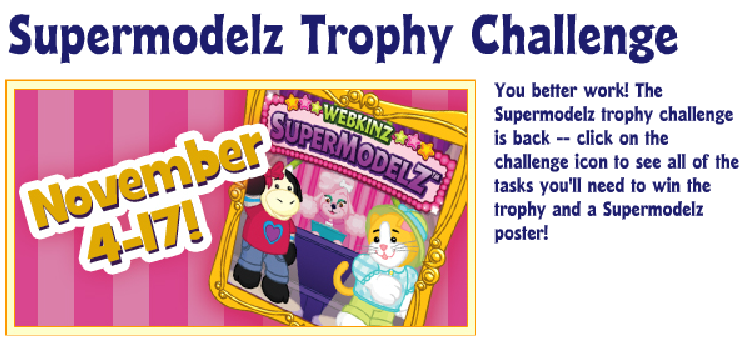 Supermodelz Trophy Challenge
November
4-17!
WEBKINZ
SUPERMODELZ™
You better work! The
Supermodelz trophy challenge
is back -- click on the
challenge icon to see all of the
tasks you'll need to win the
trophy and a Supermodelz
poster!